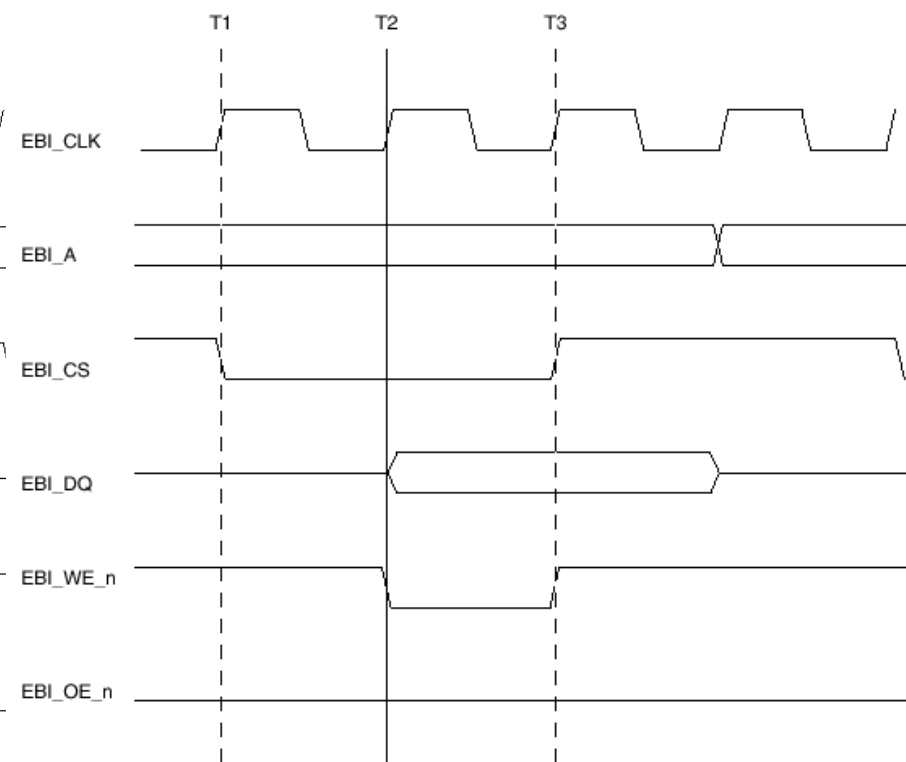 T1 T2 T3
EBI_CLK
EBI_A
EBI_CS
EBI_DQ
EBI_WE_n
EBI_OE_n